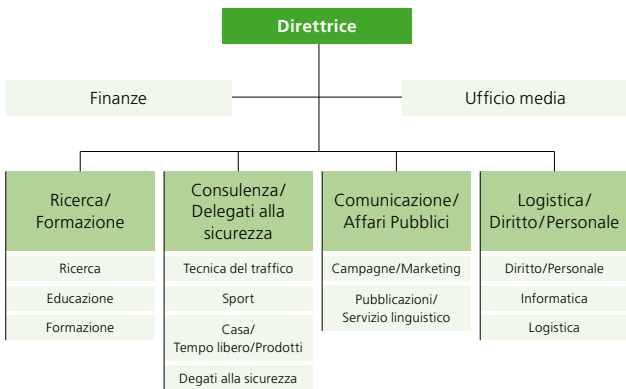 Direttrice
Finanze
Ufficio media
Ricerca/
Formazione
Consulenza/
Delegati alla
sicurezza
Comunicazione/
Affari Pubblici
Logistica/
Diritto/Personale
Ricerca
Educazione
Formazione
Tecnica del traffico
Sport
Casa/
Tempo libero/Prodotti
Degati alla sicurezza
Campagne/Marketing
Pubblicazioni/
Servizio linguistico
Diritto/Personale
Informatica
Logistica